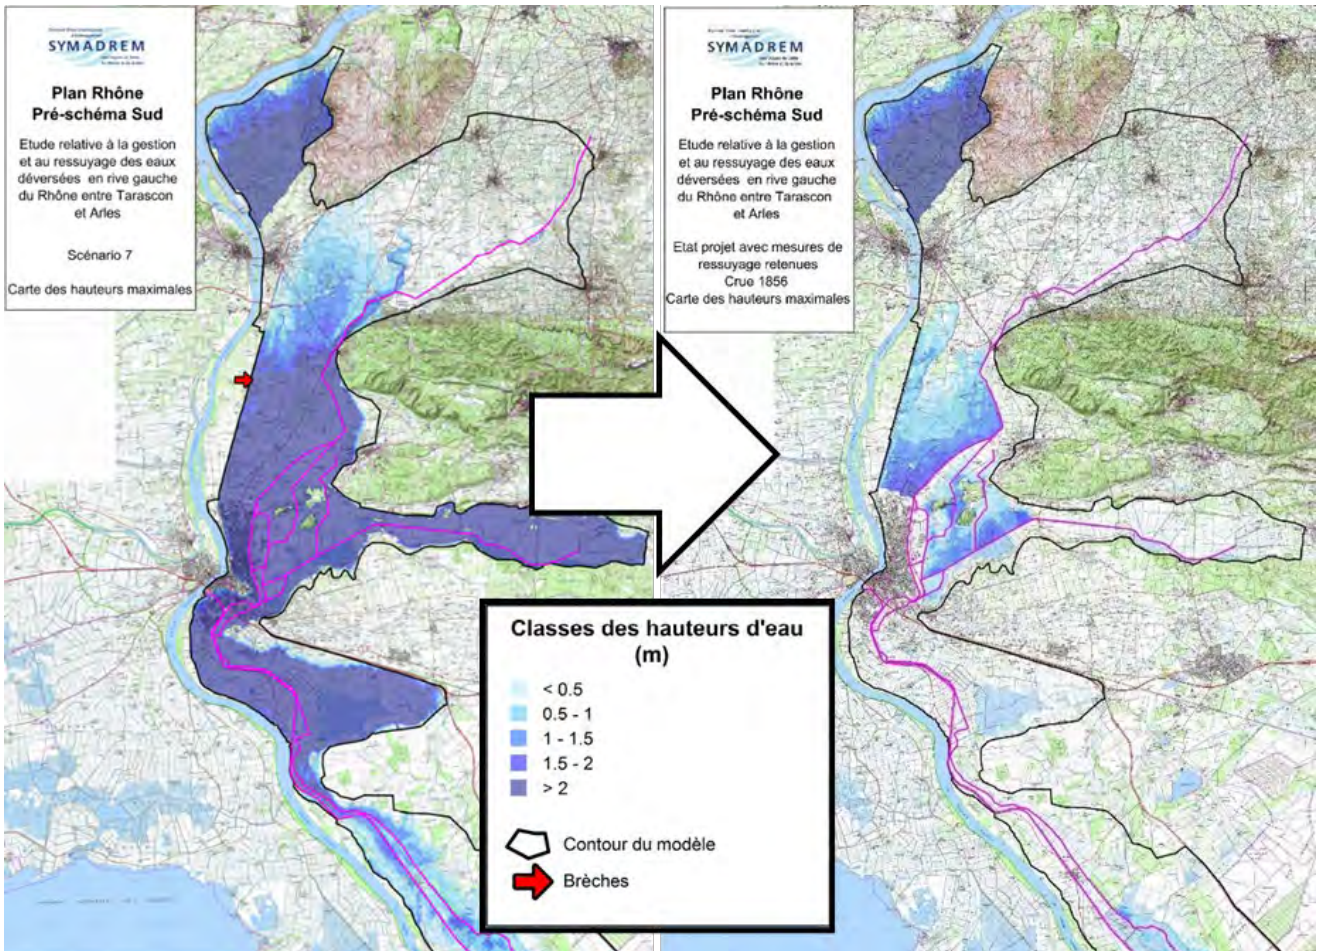 SYMADREM
Plan Rhône
Pré-schéma Sud
Etude relative à la gestion
et au ressuyage des eaux
déversées en rive gauche
du Rhône entre Tarascon
et Arles
Scénario 7
Carte des hauteurs maximales
SYMADREM
Plan Rhône
Pré-schéma Sud
Etude relative à la gestion
et au ressuyage des eaux
déversées en rive gauche
du Rhône entre Tarascon
et Arles
Etat projet avec mesures de
ressuyage retenues
Crue 1856
Carte des hauteurs maximales
Classes des hauteurs d'eau
(m)
< 0.5
0.5 - 1
1 - 1.5
1.5 - 2
> 2
Contour du modèle
Brèches